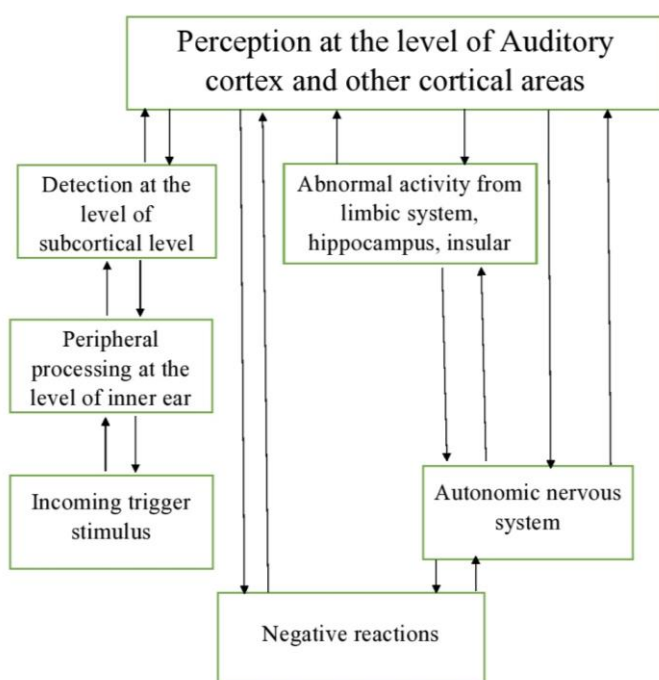 Perception at the level of Auditory
cortex and other cortical areas
Detection at the
level of
subcortical level
Abnormal activity from
limbic system,
hippocampus, insular
Peripheral
processing at the
level of inner ear
Incoming trigger
stimulus
Autonomic nervous
system
Negative reactions